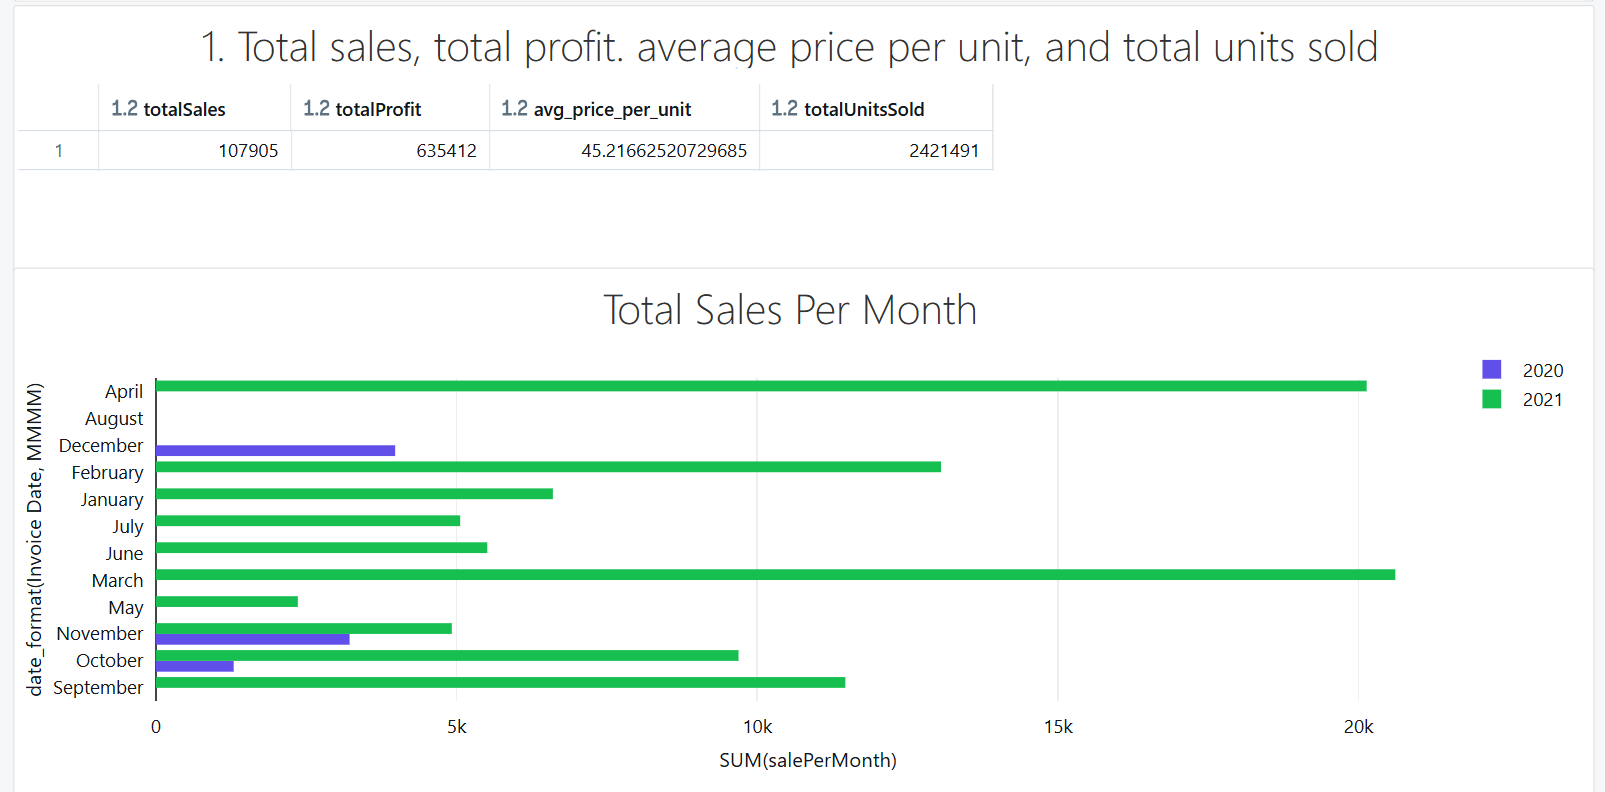 1. Total sales, total profit. average price per unit, and total units sold
1.2 totalSales 1.2 totalProfit 1.2 avg_price_per_unit 1.2 totalUnitsSold
1 107905 635412 45.21662520729685 2421491
Total Sales Per Month
2020
2021
date_format(Invoice Date, MMMM)
April
August
December
February
January
July
June
March
May
November
October
September
0 5k 10k 15k 20k
SUM(salePerMonth)